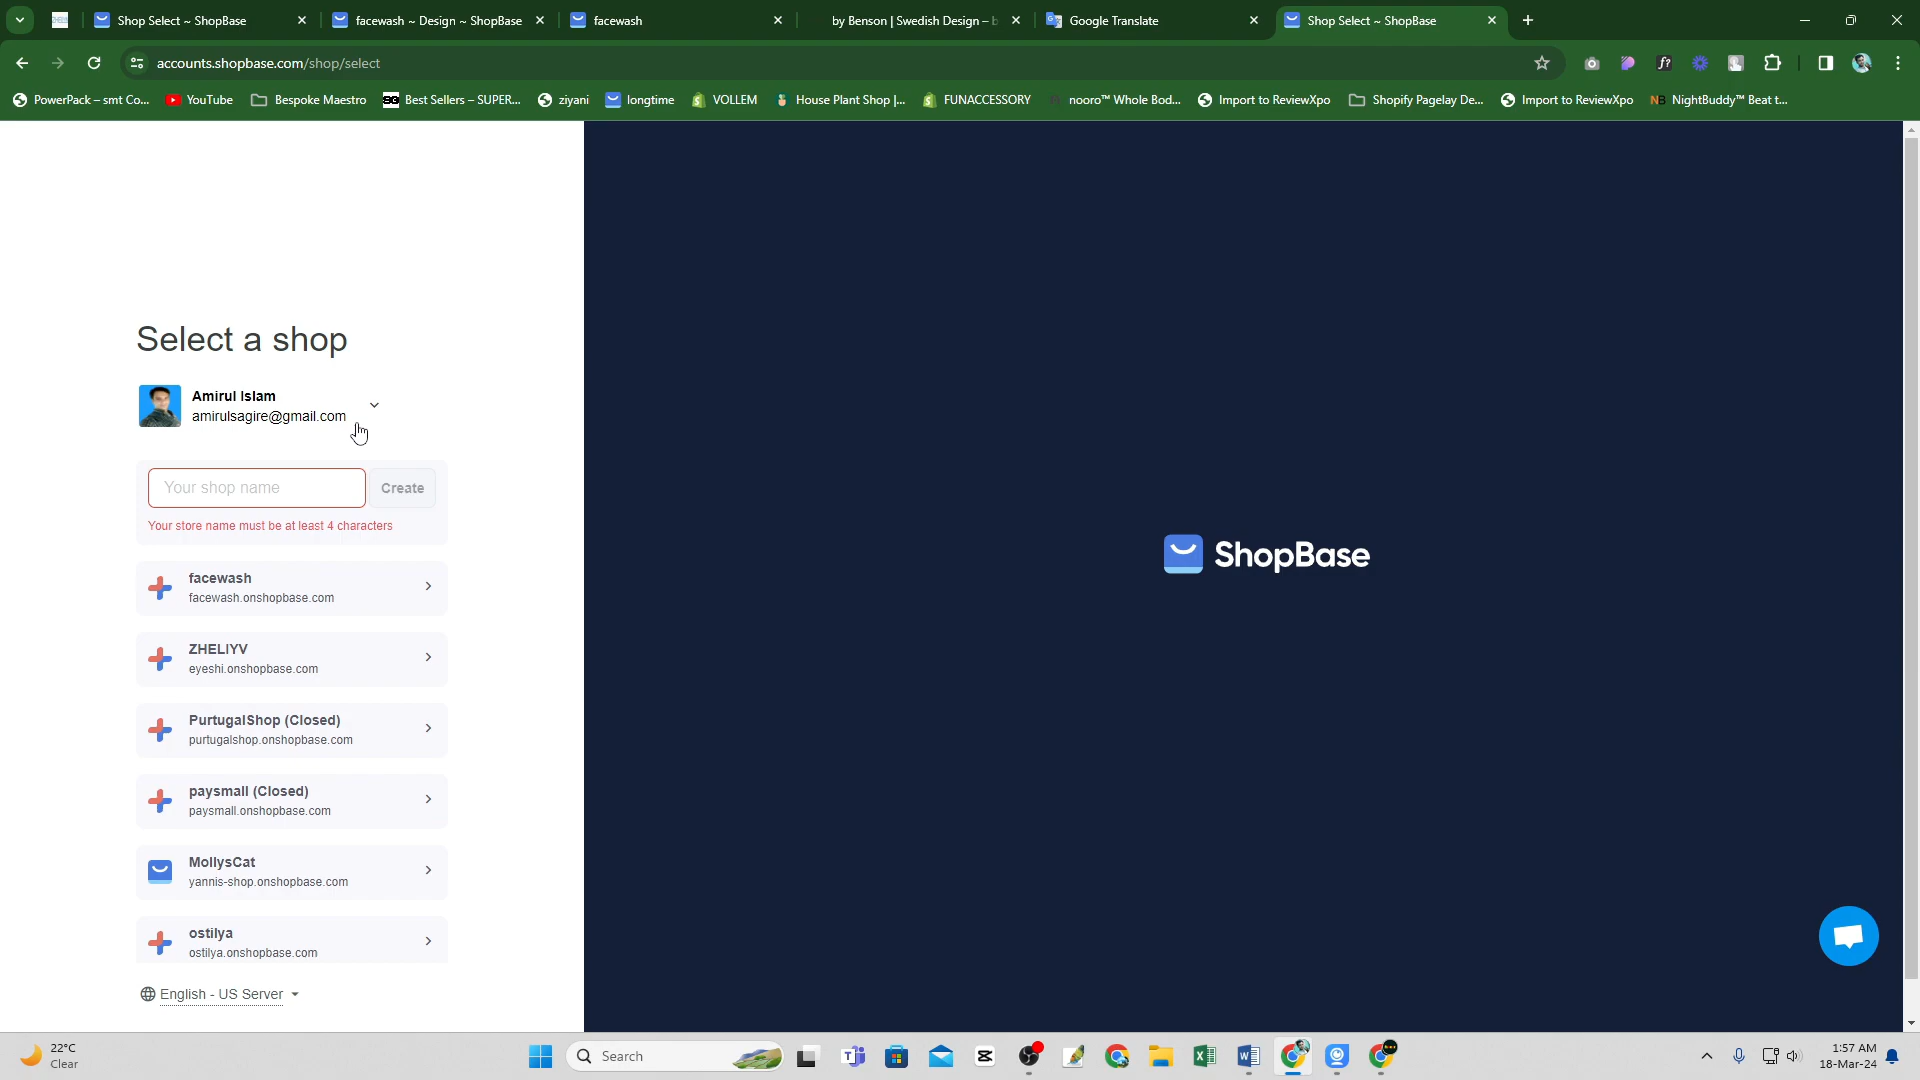 Shop Select ~ ShopBase
facewash ~ Design ~ ShopBase
facewash
by Benson | Swedish Design – b
Google Translate
Shop Select ~ ShopBase
accounts.shopbase.com/shop/select
PowerPack – smt Co...
YouTube
Bespoke Maestro
Best Sellers – SUPER...
ziyani
longtime
VOLLEM
House Plant Shop |...
FUNACCESSORY
nooro™ Whole Bod...
Import to ReviewXpo
Shopify Pagelay De...
Import to ReviewXpo
NightBuddy™ Beat t...
Select a shop
Amirul Islam
amirulsagire@gmail.com
Your shop name
Create
Your store name must be at least 4 characters
facewash
facewash.onshopbase.com
ZHELIYV
eyeshi.onshopbase.com
PurtugalShop (Closed)
purtugalshop.onshopbase.com
paysmall (Closed)
paysmall.onshopbase.com
MollysCat
yannis-shop.onshopbase.com
ostilya
ostilya.onshopbase.com
English - US Server
ShopBase
22°C
Clear
Search
1:57 AM
18-Mar-24